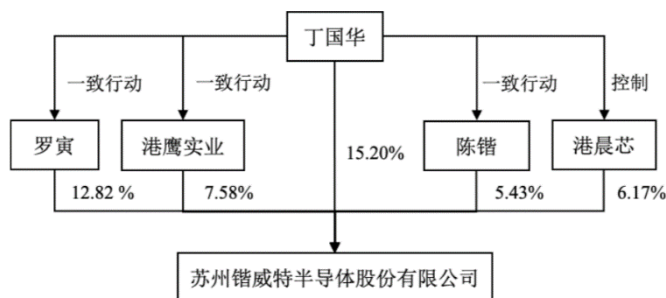 丁国华
一致行动
一致行动
一致行动
控制
罗寅
港鹰实业
15.20%
陈锴
港晨芯
12.82 %
7.58%
5.43%
6.17%
苏州锴威特半导体股份有限公司